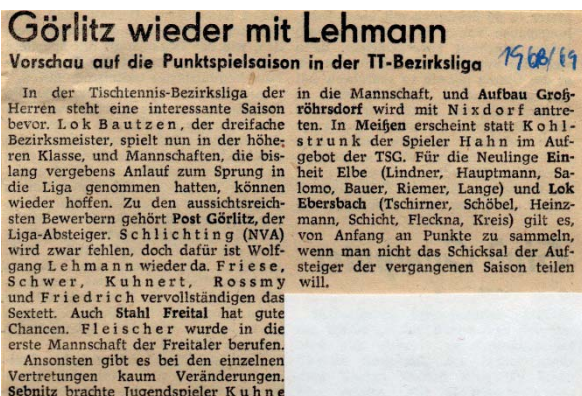 Görlitz wieder mit Lehmann
Vorschau auf die Punktspielsaison in der TT-Bezirksliga
1968/69
In der Tischtennis-Bezirksliga der
Herren steht eine interessante Saison
bevor. Lok Bautzen, der dreifache
Bezirksmeister, spielt nun in der höhe-
ren Klasse, und Mannschaften, die bis-
lang vergebens Anlauf zum Sprung in
die Liga genommen hatten, können
wieder hoffen. Zu den aussichtsreich-
sten Bewerbern gehört Post Görlitz, der
Liga-Absteiger. Schlichting (NVA)
wird zwar fehlen, doch dafür ist Wolf-
gang Lehmann wieder da. Friese,
Schwer, Kuhnert, Rossmy
und Friedrich vervollständigen das
Sextett. Auch Stahl Freital hat gute
Chancen. Fleischer wurde in die
erste Mannschaft der Freitaler berufen.
Ansonsten gibt es bei den einzelnen
Vertretungen kaum Veränderungen.
Sebnitz brachte Jugendspieler Kuhne
in die Mannschaft, und Aufbau Groß-
röhrsdorf wird mit Nixdorf antre-
ten. In Meißen erscheint statt Kohl-
strunk der Spieler Hahn im Auf-
gebot der TSG. Für die Neulinge Ein-
heit Elbe (Lindner, Hauptmann, Sa-
lomo, Bauer, Riemer, Lange) und Lok
Ebersbach (Tschirner, Schöbel, Heinz-
mann, Schicht, Fleckna, Kreis) gilt es,
von Anfang an Punkte zu sammeln,
wenn man nicht das Schicksal der Auf-
steiger der vergangenen Saison teilen
will.